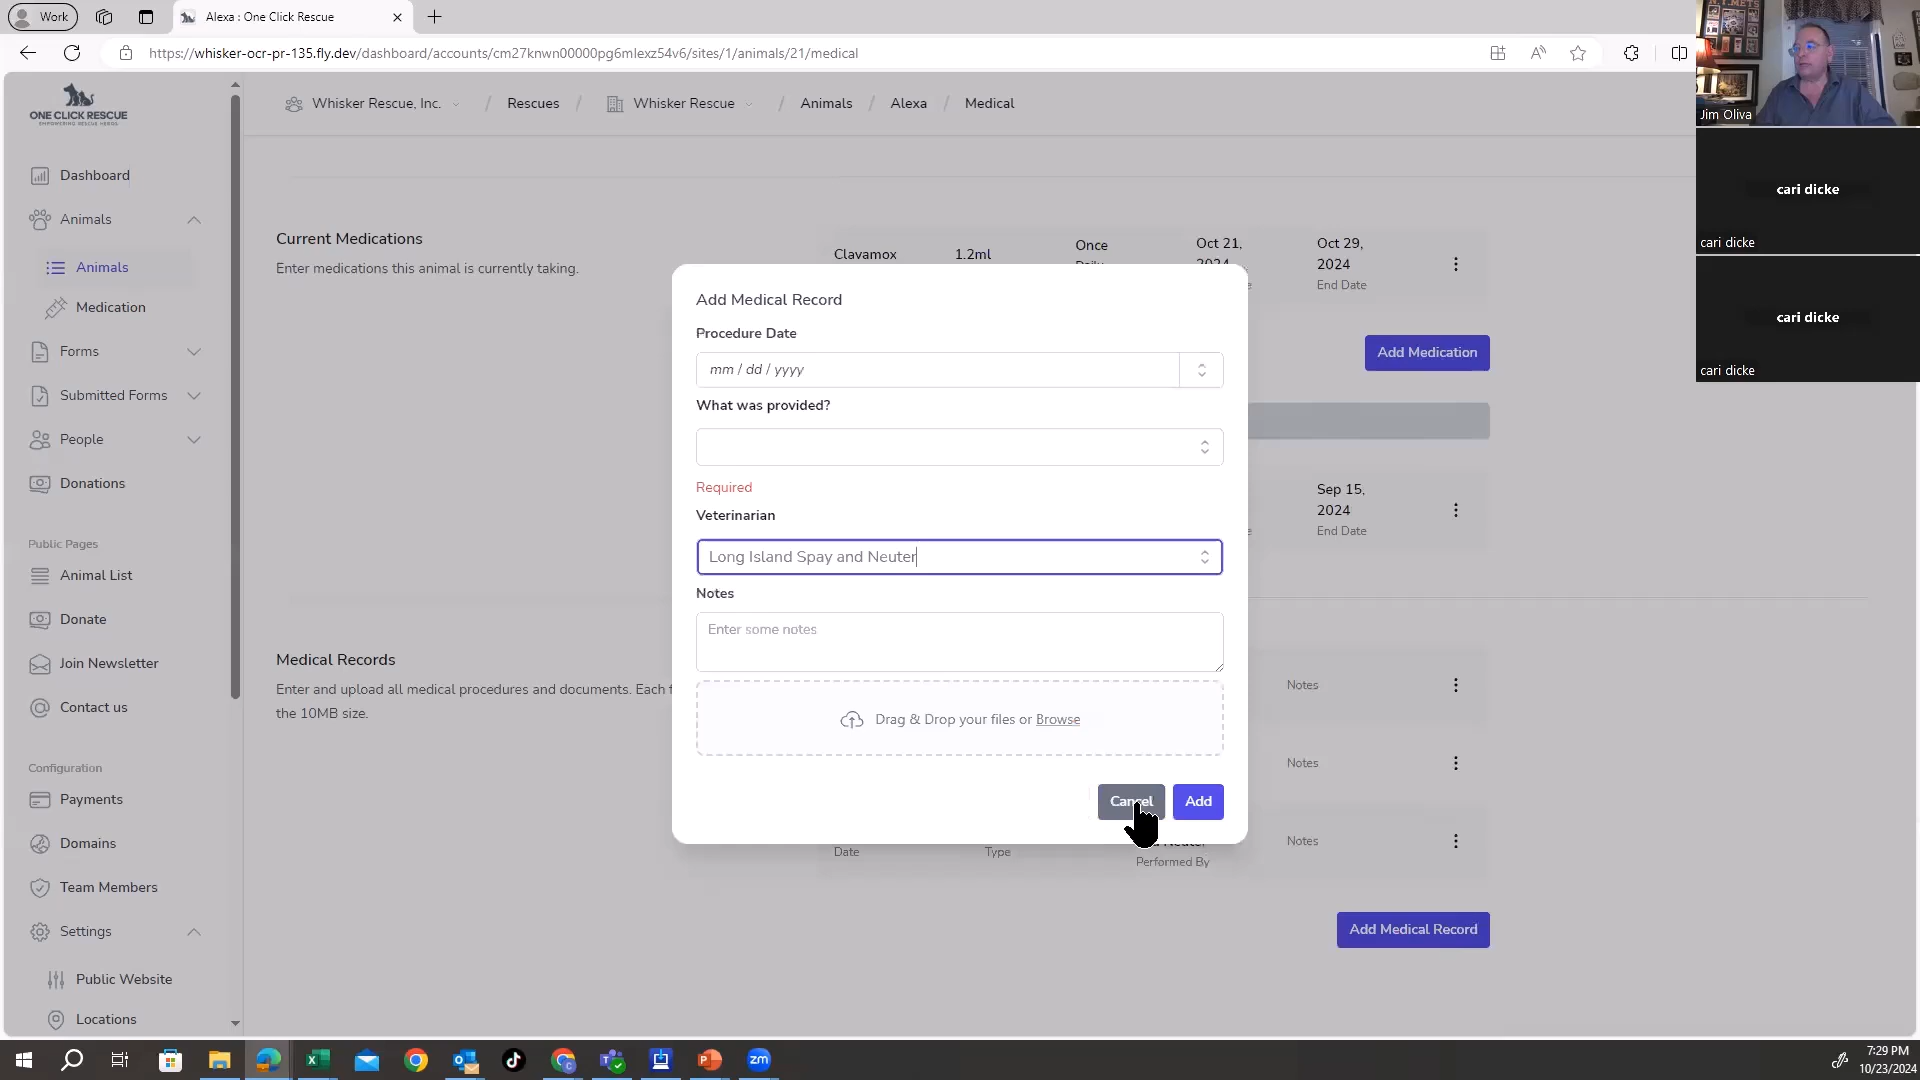 Work
Alexa : One Click Rescue
https://whisker-ocr-pr-135.fly.dev/dashboard/accounts/cm27knwn00000pg6mlexz54v6/sites/1/animals/21/medical
ONE CLICK RESCUE
EMPOWERING RESCUE HEROES
Whisker Rescue, Inc. / Rescues / Whisker Rescue / Animals / Alexa / Medical
Dashboard
Animals
Animals
Medication
Forms
Submitted Forms
People
Donations
Public Pages
Animal List
Donate
Join Newsletter
Contact us
Configuration
Payments
Domains
Team Members
Settings
Public Website
Locations
Current Medications
Enter medications this animal is currently taking.
Clavamox 1.2ml Once Oct 21, Oct 29,
2024
End Date
Add Medication
Sep 15,
2024
End Date
Medical Records
Enter and upload all medical procedures and documents. Each
the 10MB size.
Notes
Notes
Notes
Date Type Performed By
Add Medical Record
Add Medical Record
Procedure Date
mm / dd / yyyy
What was provided?
Required
Veterinarian
Long Island Spay and Neuter
Notes
Enter some notes
Drag & Drop your files or Browse
Cancel Add
N.Y. METS
Jim Oliva
cari dicke
cari dicke
cari dicke
cari dicke
zm
7:29 PM
10/23/2024